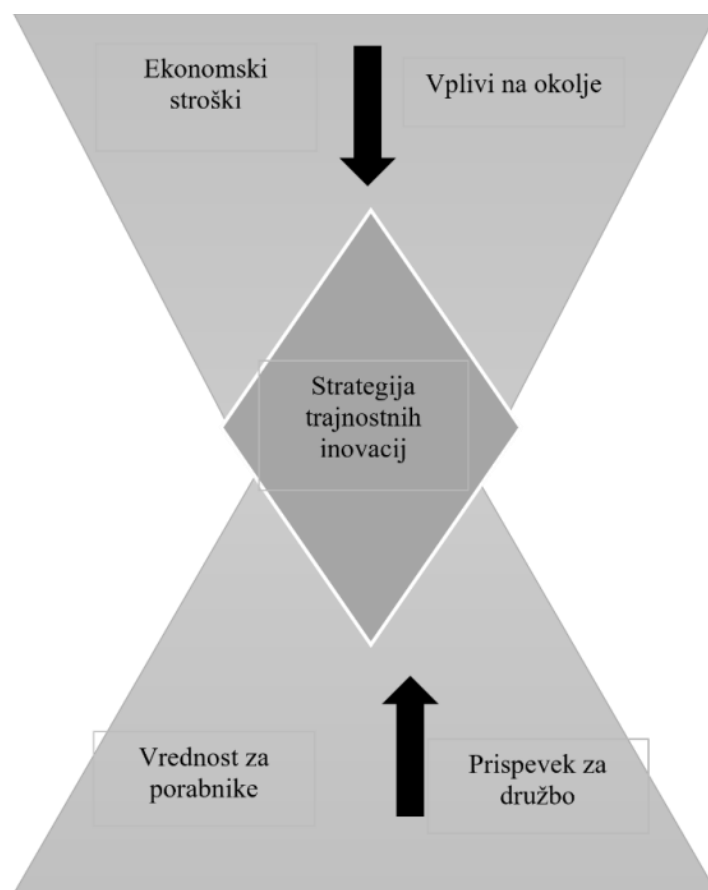 Ekonomski
stroški
Vplivi na okolje
Strategija
trajnostnih
inovacij
Vrednost za
porabnike
Prispevek za
družbo